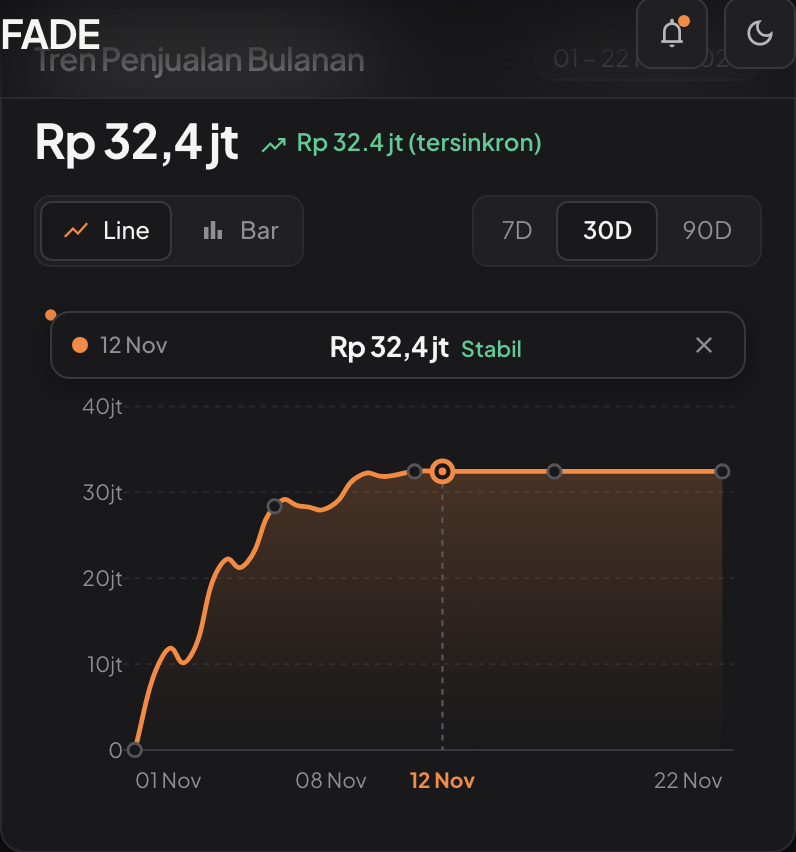 FADE
Tren Penjualan Bulanan
01 – 22
Rp 32,4 jt
Rp 32.4 jt (tersinkron)
Line
Bar
7D
30D
90D
12 Nov
Rp 32,4 jt
Stabil
40jt
30jt
20jt
10jt
0
01 Nov
08 Nov
12 Nov
22 Nov